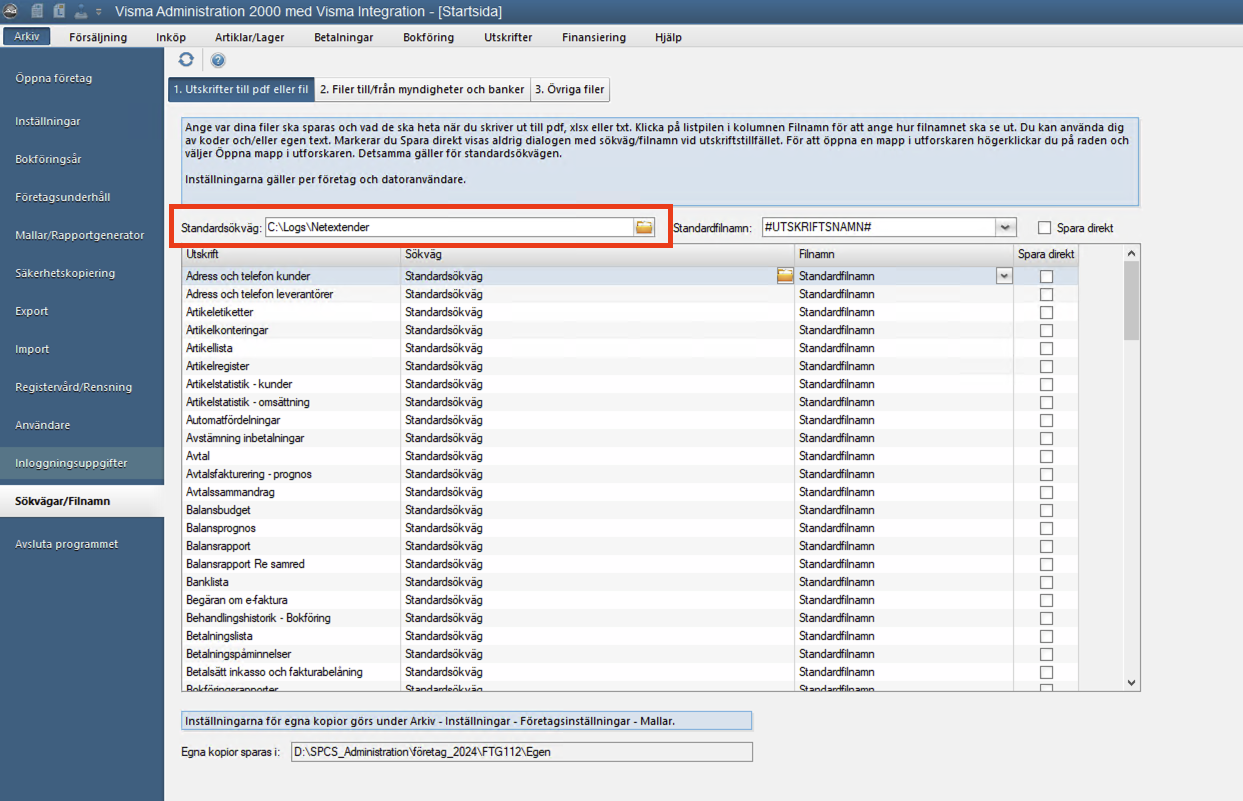 Visma Administration 2000 med Visma Integration - [Startsida]
Arkiv Försäljning Inköp Artiklar/Lager Betalningar Bokföring Utskrifter Finansiering Hjälp
Öppna företag
Inställningar
Bokföringsår
Företagsunderhåll
Mallar/Rapportgenerator
Säkerhetskopiering
Export
Import
Registervård/Rensning
Användare
Inloggningsuppgifter
Sökvägar/Filnamn
Avsluta programmet
1. Utskrifter till pdf eller fil 2. Filer till/från myndigheter och banker 3. Övriga filer
Ange var dina filer ska sparas och vad de ska heta när du skriver ut till pdf, xlsx eller txt. Klicka på listpilen i kolumnen Filnamn för att ange hur filnamnet ska se ut. Du kan använda dig
av koder och/eller egen text. Markerar du Spara direkt visas aldrig dialogen med sökväg/filnamn vid utskriftstillfället. För att öppna en mapp i utforskaren högerklickar du på raden och
väljer Öppna mapp i utforskaren. Detsamma gäller för standardsökvägen.
Inställningarna gäller per företag och datoranvändare.
Standardsökväg: C:\Logs\Netextender Standardfilnamn: #UTSKRIFTSNAMN# Spara direkt
Utskrift Sökväg Filnamn Spara direkt
Adress och telefon kunder Standardsökväg Standardfilnamn
Adress och telefon leverantörer Standardsökväg Standardfilnamn
Artikeletiketter Standardsökväg Standardfilnamn
Artikelkonteringar Standardsökväg Standardfilnamn
Artikellista Standardsökväg Standardfilnamn
Artikelregister Standardsökväg Standardfilnamn
Artikelstatistik - kunder Standardsökväg Standardfilnamn
Artikelstatistik - omsättning Standardsökväg Standardfilnamn
Automatfördelningar Standardsökväg Standardfilnamn
Avstämning inbetalningar Standardsökväg Standardfilnamn
Avtal Standardsökväg Standardfilnamn
Avtalsfakturering - prognos Standardsökväg Standardfilnamn
Avtalssammandrag Standardsökväg Standardfilnamn
Balansbudget Standardsökväg Standardfilnamn
Balansprognos Standardsökväg Standardfilnamn
Balansrapport Standardsökväg Standardfilnamn
Balansrapport Re samred Standardsökväg Standardfilnamn
Banklista Standardsökväg Standardfilnamn
Begäran om e-faktura Standardsökväg Standardfilnamn
Behandlingshistorik - Bokföring Standardsökväg Standardfilnamn
Betalningslista Standardsökväg Standardfilnamn
Betalningspåminnelser Standardsökväg Standardfilnamn
Betalsätt inkasso och fakturabelåning Standardsökväg Standardfilnamn
Bokföringsrapporter Standardsökväg Standardfilnamn
Inställningarna för egna kopior görs under Arkiv - Inställningar - Företagsinställningar - Mallar.
Egna kopior sparas i: D:\SPCS_Administration\företag_2024\FTG112\Egen